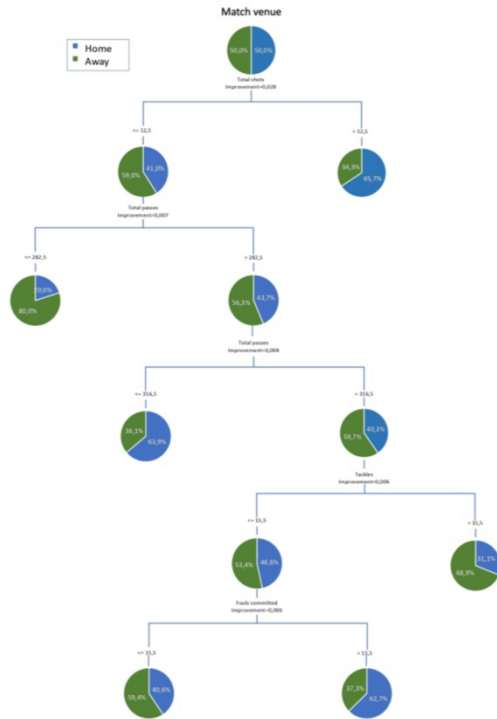 Match venue
Home
Away
50,0% 50,0%
Total shots
Improvement=0,028
<= 12,5
> 12,5
59,0% 41,0%
34,3%
65,7%
Total passes
Improvement=0,007
<= 282,5
> 282,5
20,0%
80,0%
56,3% 43,7%
Total passes
Improvement=0,008
<= 316,5
> 316,5
36,1%
63,9%
59,7% 40,3%
Tackles
Improvement=0,006
<= 15,5
> 15,5
53,4% 46,6%
31,1%
68,9%
Fouls committed
Improvement=0,006
<= 15,5
> 15,5
59,4% 40,6%
37,3%
62,7%